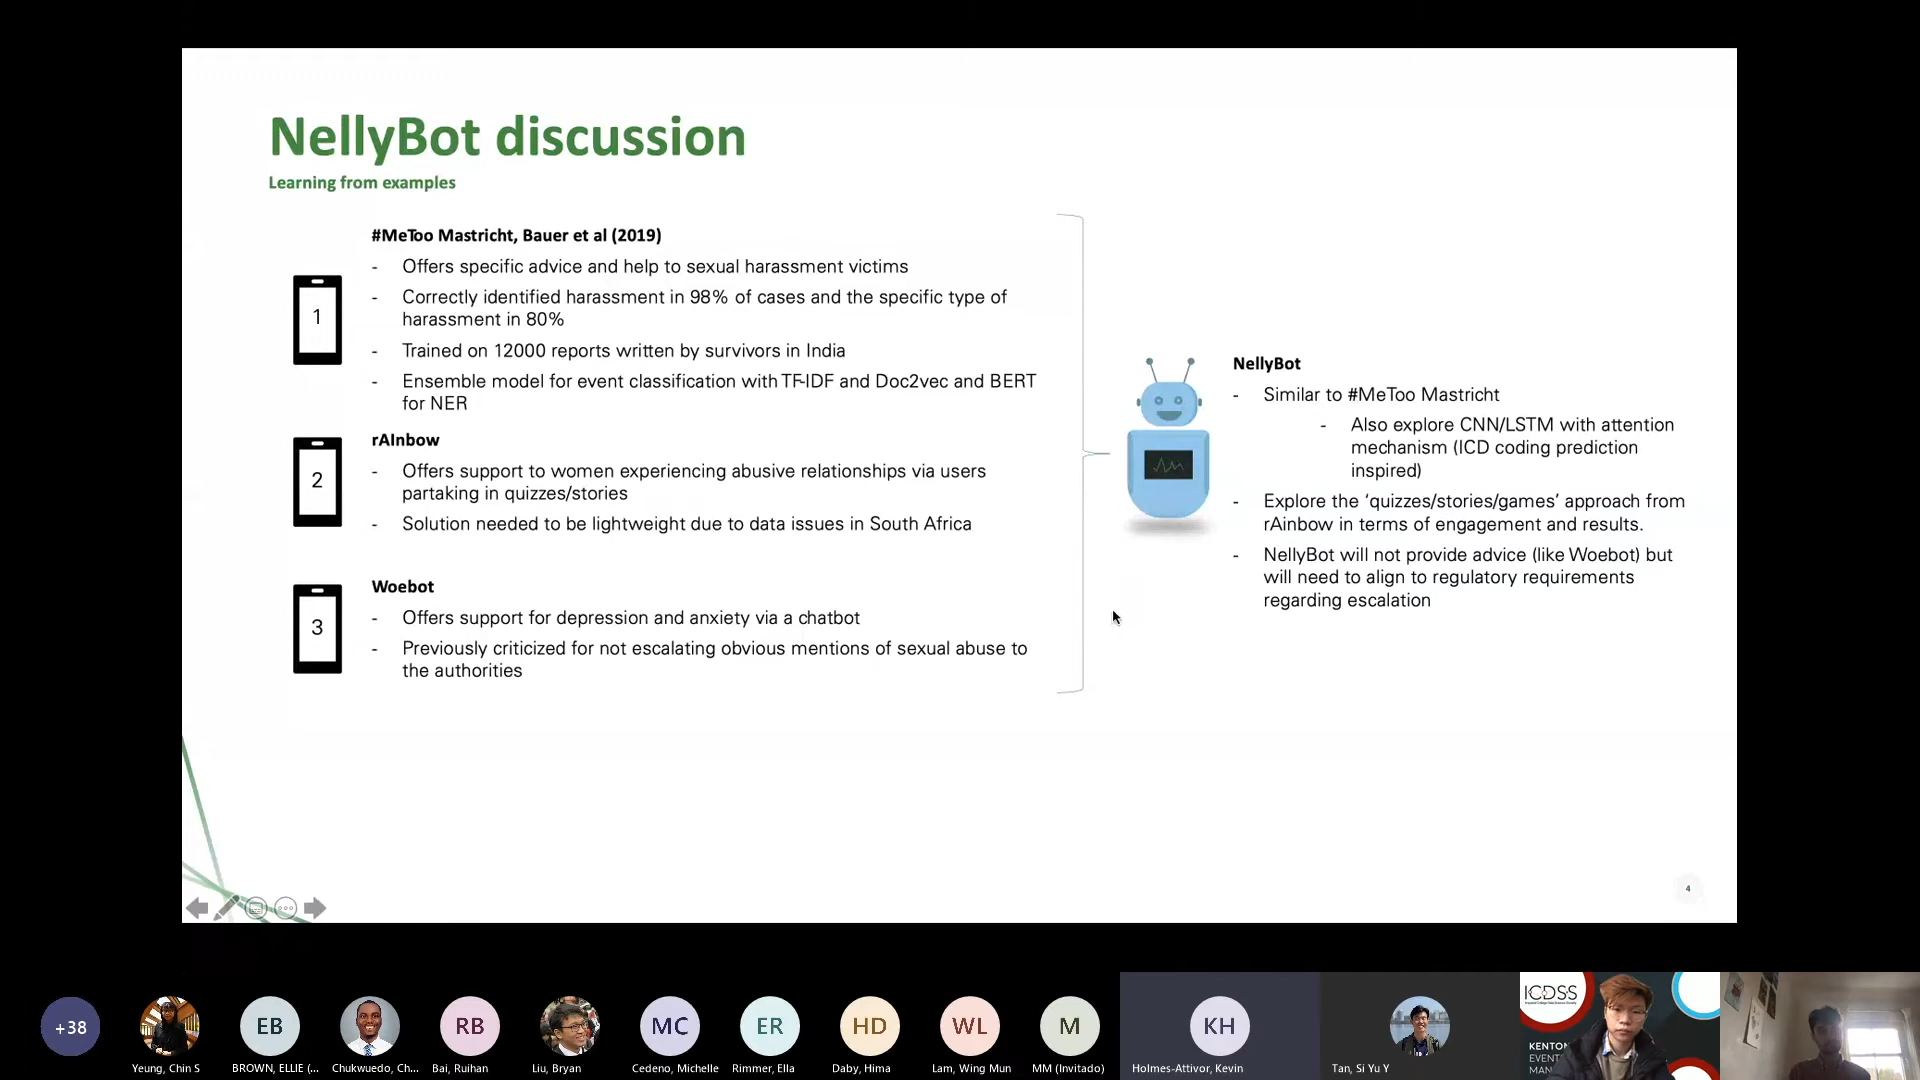 NellyBot discussion
Learning from examples
#MeToo Mastricht, Bauer et al (2019)
- Offers specific advice and help to sexual harassment victims
- Correctly identified harassment in 98% of cases and the specific type of
harassment in 80%
- Trained on 12000 reports written by survivors in India
- Ensemble model for event classification with TF-IDF and Doc2vec and BERT
for NER
1
rAInbow
- Offers support to women experiencing abusive relationships via users
partaking in quizzes/stories
- Solution needed to be lightweight due to data issues in South Africa
2
Woebot
- Offers support for depression and anxiety via a chatbot
- Previously criticized for not escalating obvious mentions of sexual abuse to
the authorities
3
NellyBot
- Similar to #MeToo Mastricht
- Also explore CNN/LSTM with attention
mechanism (ICD coding prediction
inspired)
- Explore the ‘quizzes/stories/games’ approach from
rAinbow in terms of engagement and results.
- NellyBot will not provide advice (like Woebot) but
will need to align to regulatory requirements
regarding escalation
4
+38
Yeung, Chin S
EB
BROWN, ELLIE (...
Chukwuedo, Ch...
RB
Bai, Ruihan
Liu, Bryan
MC
Cedeno, Michelle
ER
Rimmer, Ella
HD
Daby, Hima
WL
Lam, Wing Mun
M
MM (Invitado)
KH
Holmes-Attivor, Kevin
Tan, Si Yu Y
ICDSS
KENTON
EVENT
MAN